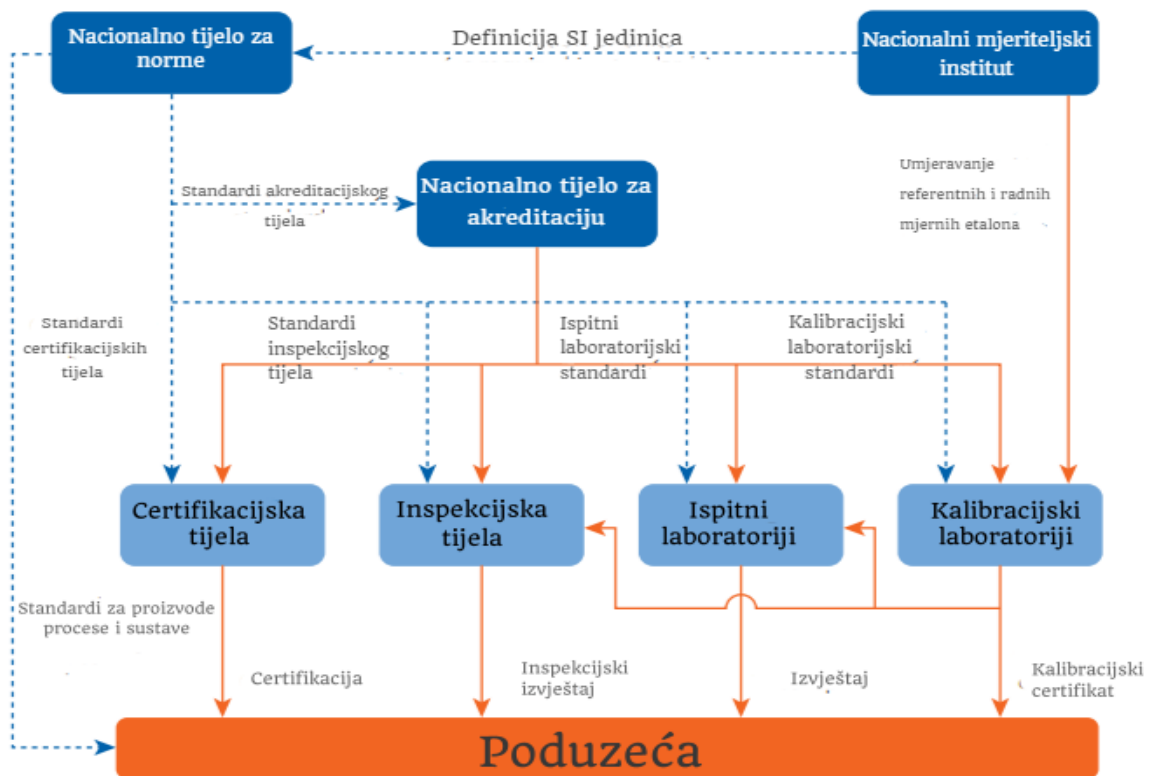 Nacionalno tijelo za
norme
Definicija SI jedinica
Nacionalni mjeriteljski
institut
Standardi akreditacijskog
tijela
Nacionalno tijelo za
akreditaciju
Umjeravanje
referentnih i radnih
mjernih etalona
Standardi
certifikacijskih
tijela
Standardi
inspekcijskog
tijela
Ispitni
laboratorijski
standardi
Kalibracijski
laboratorijski
standardi
Certifikacijska
tijela
Inspekcijska
tijela
Ispitni
laboratoriji
Kalibracijski
laboratoriji
Standardi za proizvode
procese i sustave
Certifikacija
Inspekcijski
izvještaj
Izvještaj
Kalibracijski
certifikat
Poduzeća